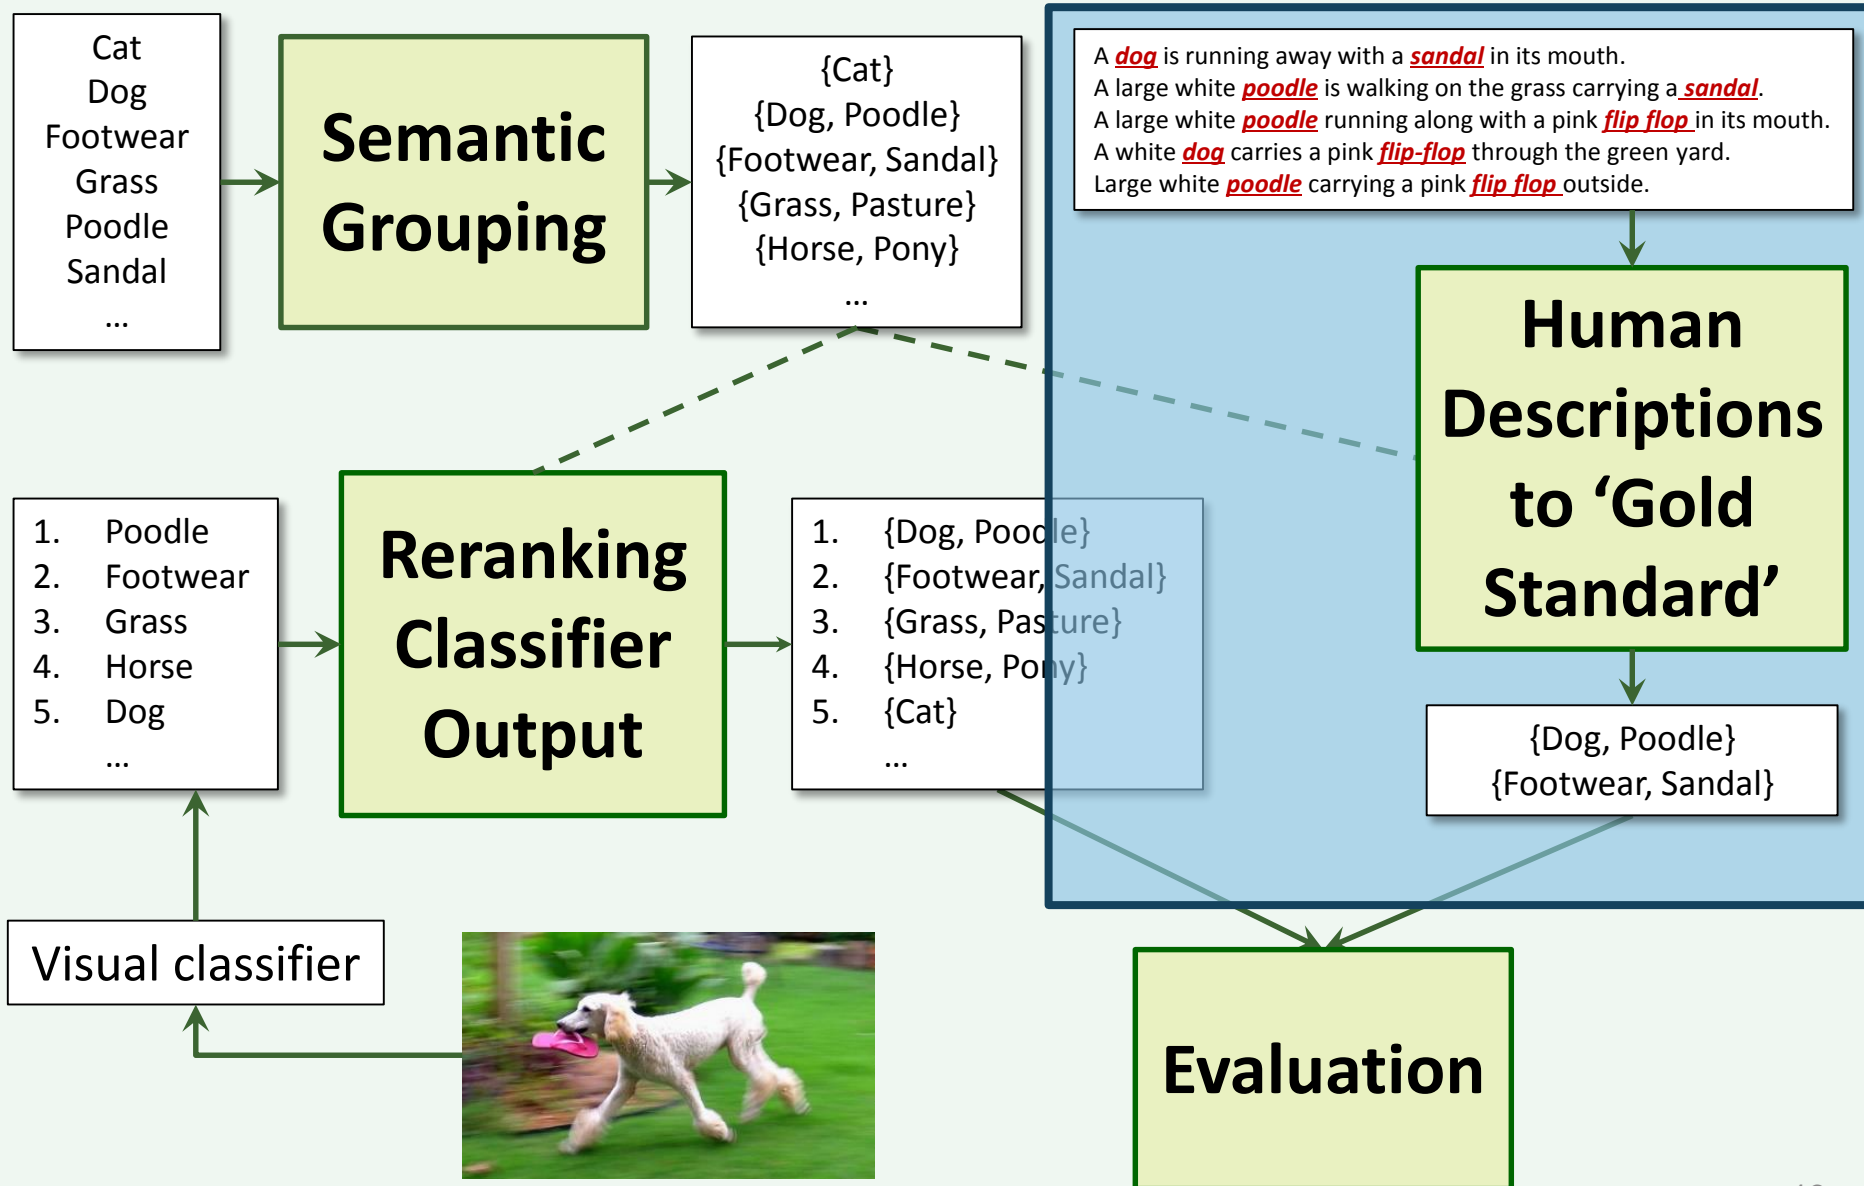 Cat
Dog
Footwear
Grass
Poodle
Sandal
...
Semantic
Grouping
{Cat}
{Dog, Poodle}
{Footwear, Sandal}
{Grass, Pasture}
{Horse, Pony}
...
A dog is running away with a sandal in its mouth.
A large white poodle is walking on the grass carrying a sandal.
A large white poodle running along with a pink flip flop in its mouth.
A white dog carries a pink flip-flop through the green yard.
Large white poodle carrying a pink flip flop outside.
Human
Descriptions
to ‘Gold
Standard’
{Dog, Poodle}
{Footwear, Sandal}
1. Poodle
2. Footwear
3. Grass
4. Horse
5. Dog
...
Reranking
Classifier
Output
1. {Dog, Poodle}
2. {Footwear, Sandal}
3. {Grass, Pasture}
4. {Horse, Pony}
5. {Cat}
...
Visual classifier
Evaluation